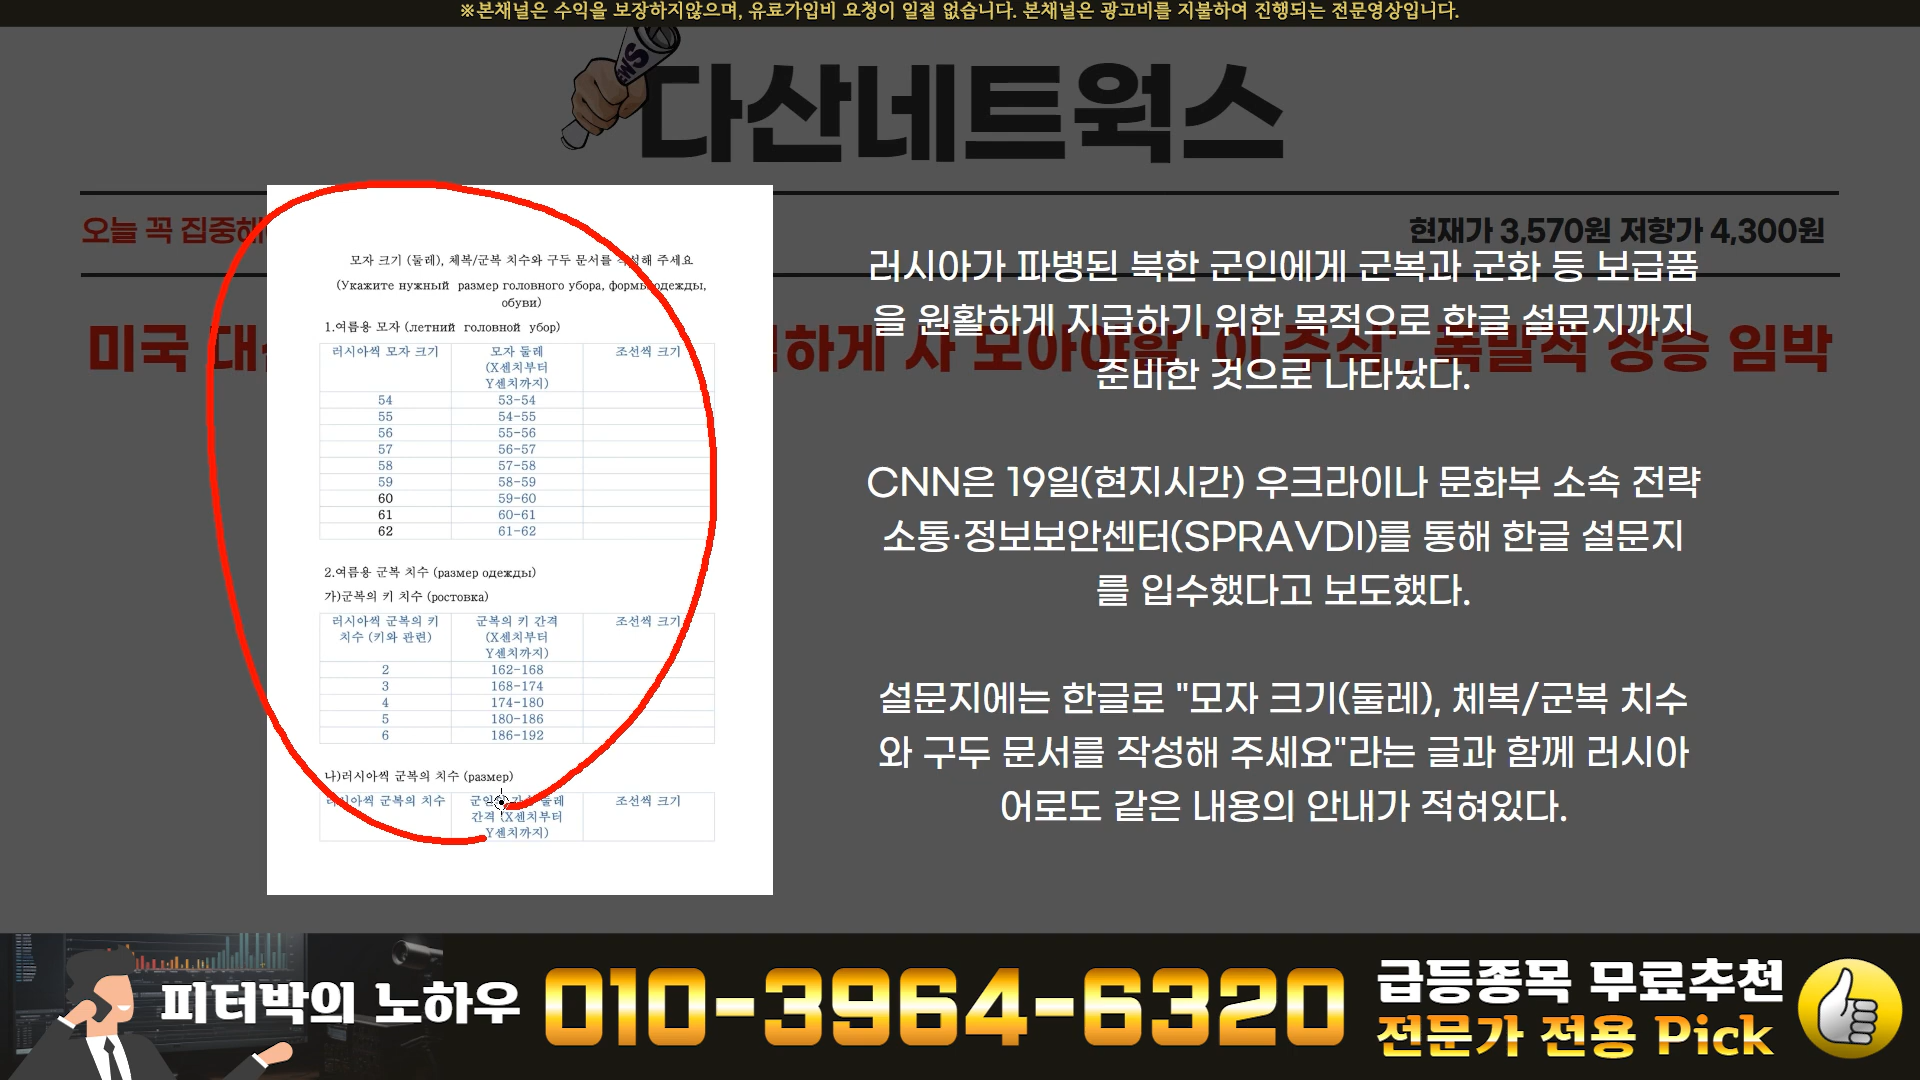 ※본채널은 수익을 보장하지않으며, 유료가입비 요청이 일절 없습니다. 본채널은 광고비를 지불하여 진행되는 전문영상입니다.
NEWS
다산네트웍스
오늘 꼭 집중해
현재가 3,570원 저항가 4,300원
미국 대
하게 사 모아야할 '이 주식', 폭발적 상승 임박
모자 크기 (둘레), 체복/군복 치수와 구두 문서를 작성해 주세요
(Укажите нужный размер головного убора, формы одежды,
обуви)
1.여름용 모자 (летний головной убор)
러시아씩 모자 크기 모자 둘레 조선씩 크기
(X센치부터
Y센치까지)
54 53-54
55 54-55
56 55-56
57 56-57
58 57-58
59 58-59
60 59-60
61 60-61
62 61-62
2.여름용 군복 치수 (размер одежды)
가)군복의 키 치수 (ростовка)
러시아씩 군복의 키 군복의 키 간격 조선씩 크기
치수 (키와 관련) (X센치부터
Y센치까지)
2 162-168
3 168-174
4 174-180
5 180-186
6 186-192
나)러시아씩 군복의 치수 (размер)
러시아씩 군복의 치수 군인의 가슴 둘레 조선씩 크기
간격 (X센치부터
Y센치까지)
러시아가 파병된 북한 군인에게 군복과 군화 등 보급품
을 원활하게 지급하기 위한 목적으로 한글 설문지까지
준비한 것으로 나타났다.
CNN은 19일(현지시간) 우크라이나 문화부 소속 전략
소통·정보보안센터(SPRAVDI)를 통해 한글 설문지
를 입수했다고 보도했다.
설문지에는 한글로 "모자 크기(둘레), 체복/군복 치수
와 구두 문서를 작성해 주세요"라는 글과 함께 러시아
어로도 같은 내용의 안내가 적혀있다.
피터박의 노하우
010-3964-6320
급등종목 무료추천
전문가 전용 Pick